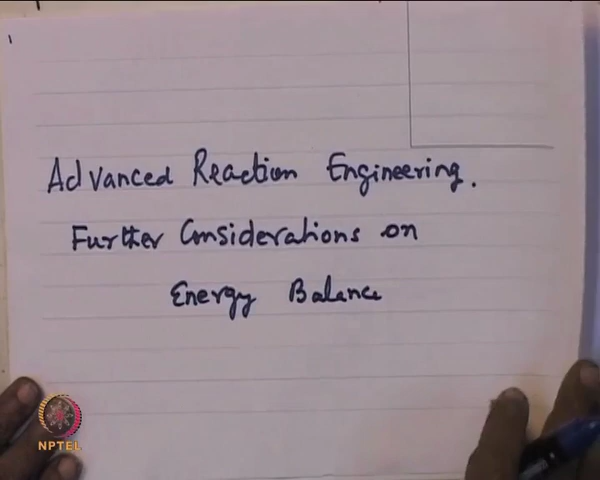 Advanced Reaction Engineering.
Further Considerations on
Energy Balance
NPTEL